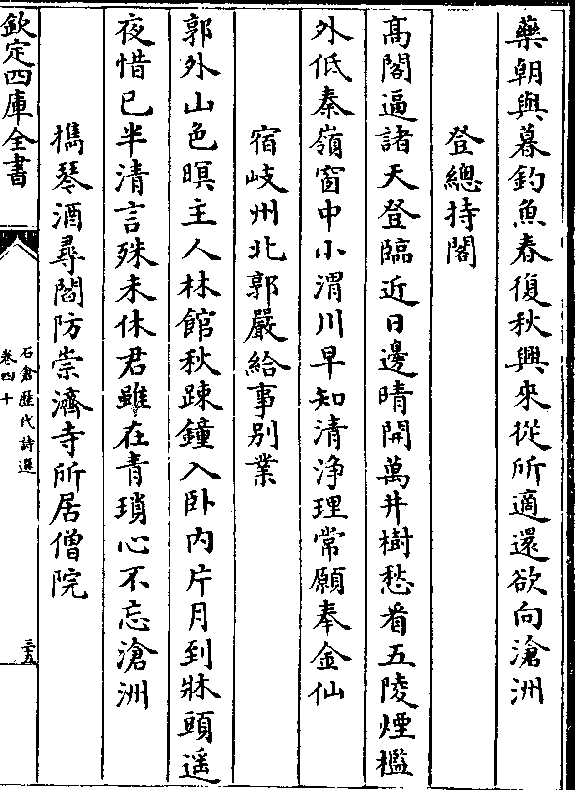 藥朝與暮釣魚春復秋興來從所適還欲向滄洲
登總持閣
髙閣逼諸天登臨近日邊晴開萬井樹愁看五陵煙檻
外低秦嶺窗中小渭川早知清浄理常願奉金仙
宿岐州北郭嚴給事别業
郭外山色暝主人林館秋踈鐘入卧内片月到牀頭遥
夜惜已半清言殊未休君雖在青瑣心不忘滄洲
攜琴酒尋閻防崇濟寺所居僧院
欽定四庫全書
石倉歴代詩選
卷四十
三五